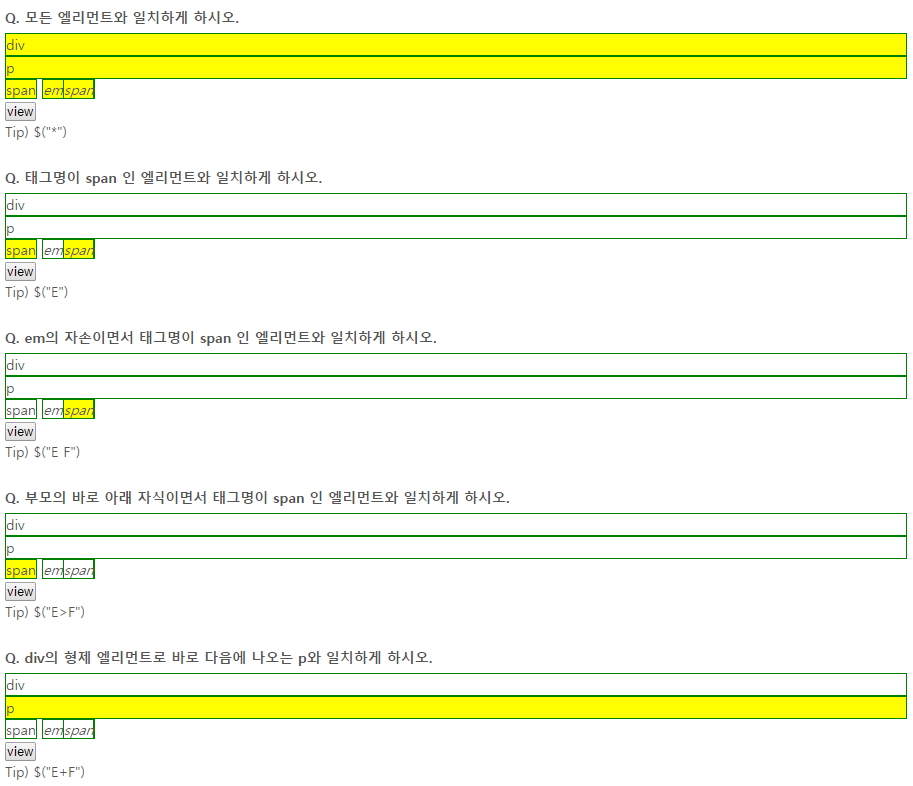 Q. 모든 엘리먼트와 일치하게 하시오.
div
p
span emspan
view
Tip) $("*")
Q. 태그명이 span 인 엘리먼트와 일치하게 하시오.
div
p
span emspan
view
Tip) $("E")
Q. em의 자손이면서 태그명이 span 인 엘리먼트와 일치하게 하시오.
div
p
span emspan
view
Tip) $("E F")
Q. 부모의 바로 아래 자식이면서 태그명이 span 인 엘리먼트와 일치하게 하시오.
div
p
span emspan
view
Tip) $("E>F")
Q. div의 형제 엘리먼트로 바로 다음에 나오는 p와 일치하게 하시오.
div
p
span emspan
view
Tip) $("E+F")